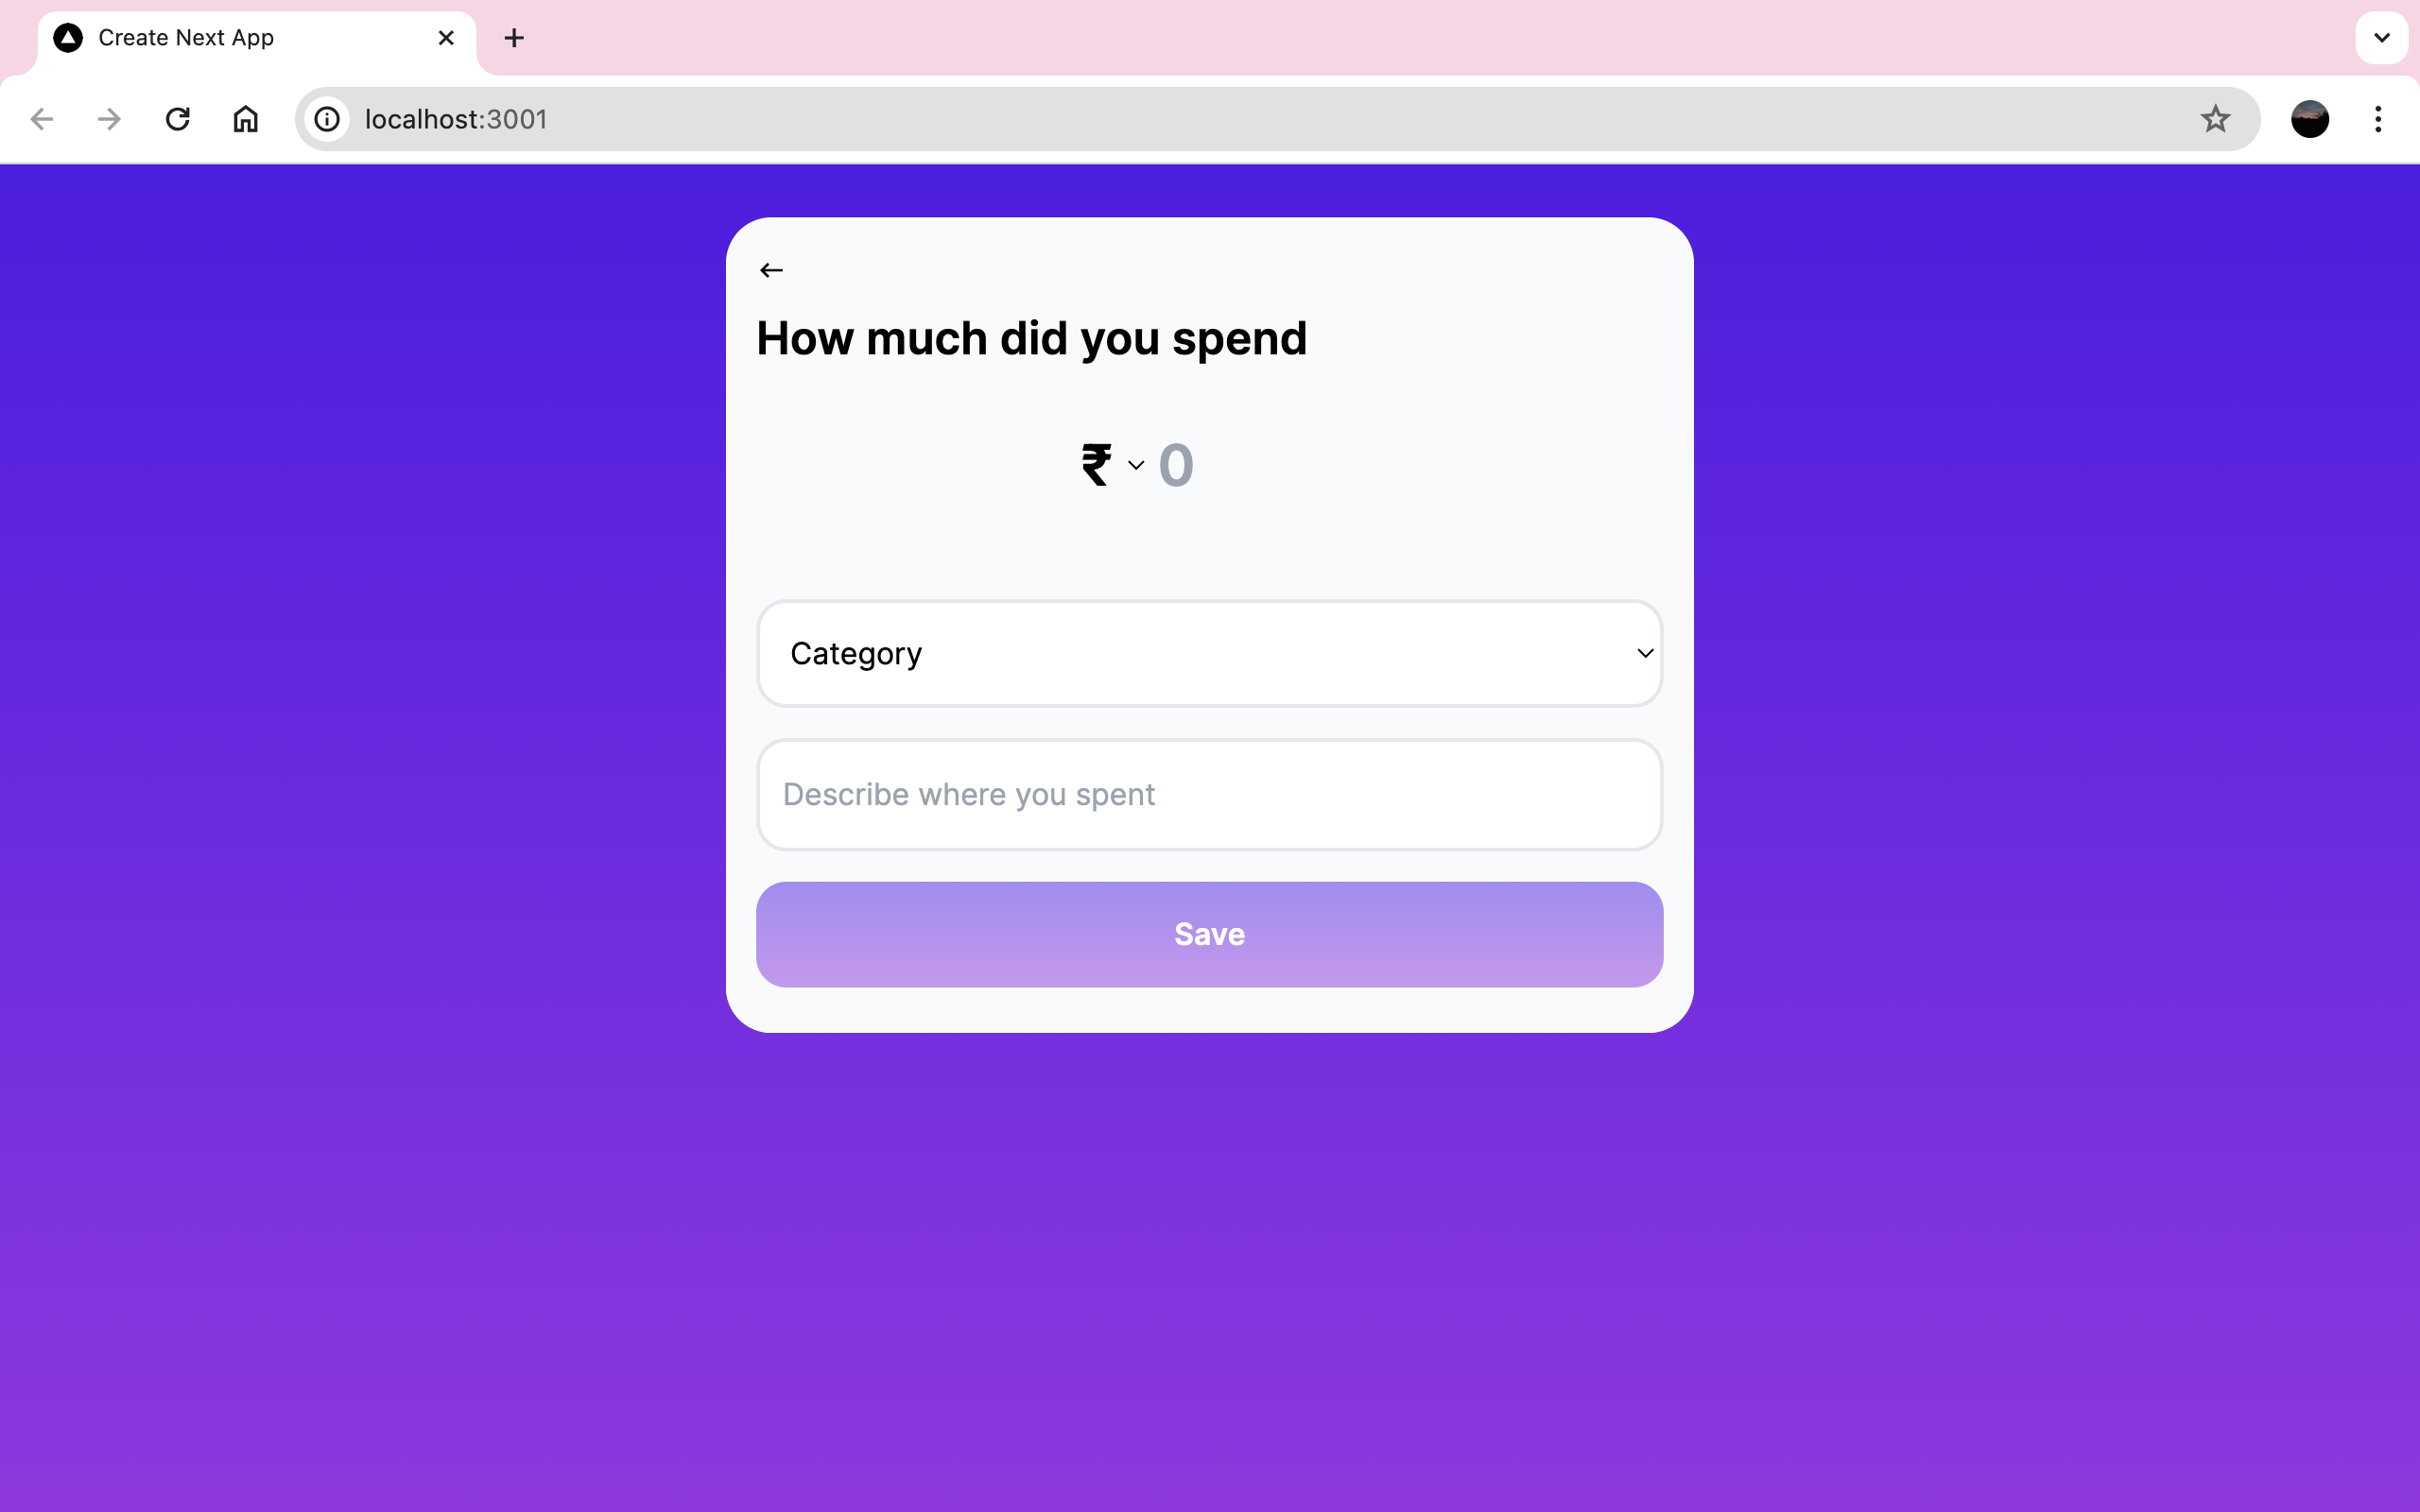 Create Next App
localhost:3001
How much did you spend
₹ 0
Category
Describe where you spent
Save